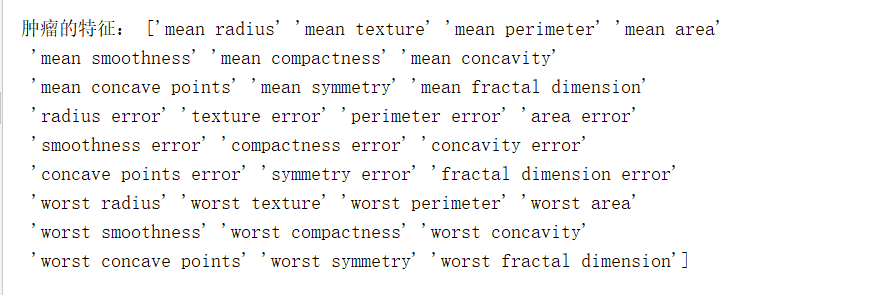 肿瘤的特征： ['mean radius' 'mean texture' 'mean perimeter' 'mean area'
'mean smoothness' 'mean compactness' 'mean concavity'
'mean concave points' 'mean symmetry' 'mean fractal dimension'
'radius error' 'texture error' 'perimeter error' 'area error'
'smoothness error' 'compactness error' 'concavity error'
'concave points error' 'symmetry error' 'fractal dimension error'
'worst radius' 'worst texture' 'worst perimeter' 'worst area'
'worst smoothness' 'worst compactness' 'worst concavity'
'worst concave points' 'worst symmetry' 'worst fractal dimension']